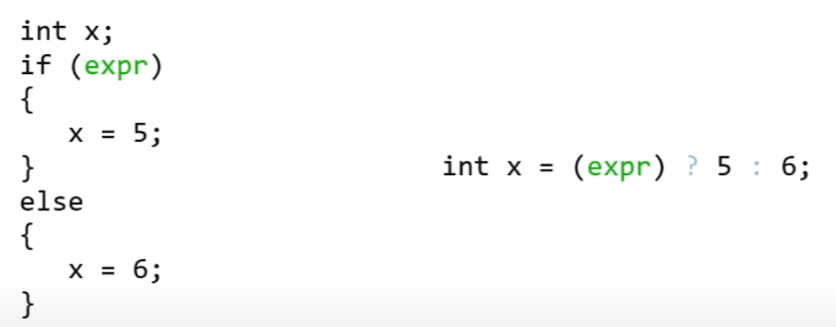 int x;
if (expr)
{
   x = 5;
}
else
{
   x = 6;
}
int x = (expr) ? 5 : 6;